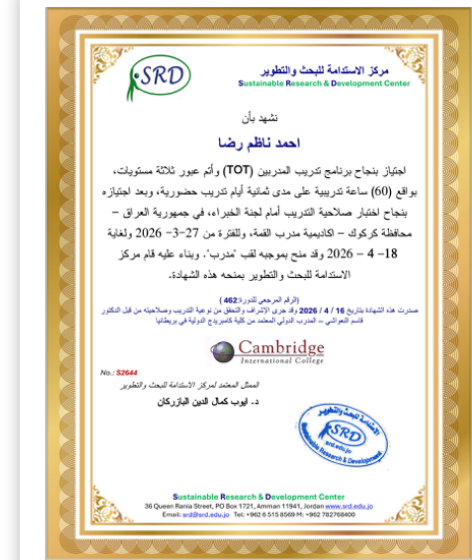 SRD
مركز الاستدامة للبحث والتطوير
Sustainable Research & Development Center
نشهد بأن
احمد ناظم رضا
اجتياز بنجاح برنامج تدريب المدربين (TOT) وأتم عبور ثلاثة مستويات،
بواقع (60) ساعة تدريبية على مدى ثمانية أيام تدريب حضورية، وبعد اجتيازه
بنجاح اختبار صلاحية التدريب أمام لجنة الخبراء، في جمهورية العراق –
محافظة كركوك – اكاديمية مدرب القمة، وللفترة من 27-3- 2026 ولغاية
18- 4 – 2026 وقد منح بموجبه لقب "مدرب". وبناء عليه قام مركز
الاستدامة للبحث والتطوير بمنحه هذه الشهادة.
(الرقم المرجعي للدورة:462)
صدرت هذه الشهادة بتاريخ 16 / 4 / 2026 وقد جرى الإشراف والتحقق من نوعية التدريب وصلاحيته من قبل الدكتور
قاسم النعواشي – المدرب الدولي المعتمد من كلية كامبريدج الدولية في بريطانيا
Cambridge
International College
No.: S2644
الممثل المعتمد لمركز الاستدامة للبحث والتطوير
د. ايوب كمال الدين البازركان
SRD
srd.edu.jo
Sustainable Research & Development Center
36 Queen Rania Street, PO Box 1721, Amman 11941, Jordan www.srd.edu.jo
Email: srd@srd.edu.jo Tel: +962 6 515 8569 M: +962 782768400